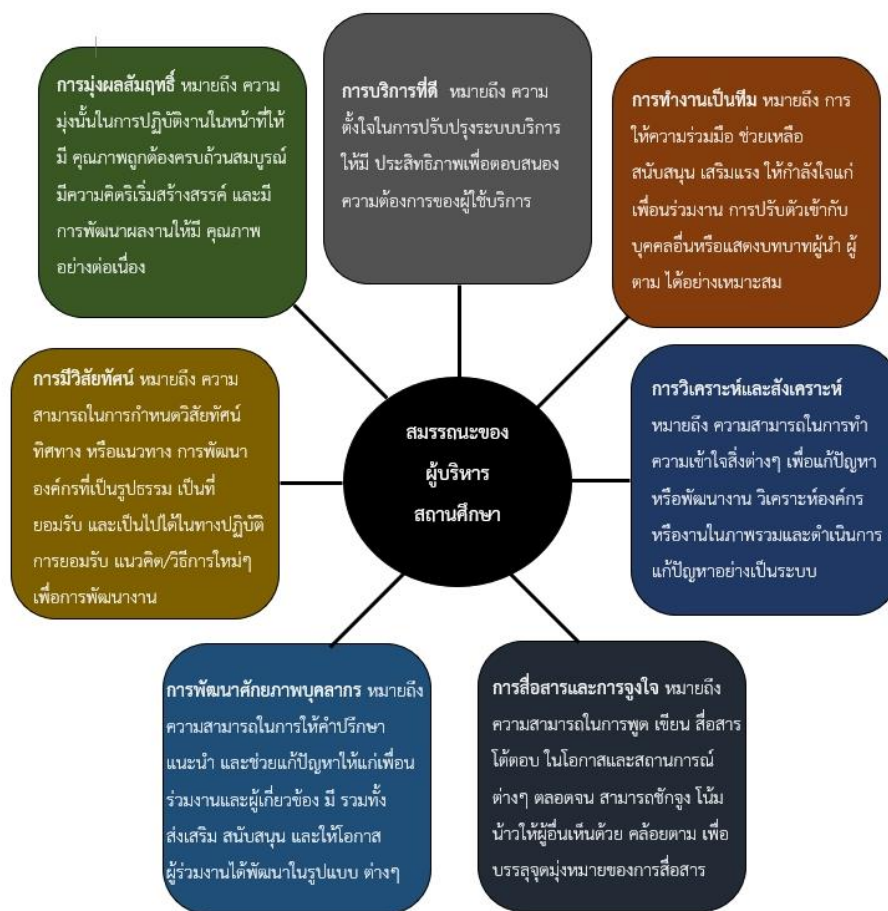 การมุ่งผลสัมฤทธิ์ หมายถึง ความ
มุ่งนั้นในการปฏิบัติงานในหน้าที่ให้
มี คุณภาพถูกต้องครบถ้วนสมบูรณ์
มีความคิดริเริ่มสร้างสรรค์ และมี
การพัฒนาผลงานให้มี คุณภาพ
อย่างต่อเนื่อง
การบริการที่ดี หมายถึง ความ
ตั้งใจในการปรับปรุงระบบบริการ
ให้มี ประสิทธิภาพเพื่อตอบสนอง
ความต้องการของผู้ใช้บริการ
การทำงานเป็นทีม หมายถึง การ
ให้ความร่วมมือ ช่วยเหลือ
สนับสนุน เสริมแรง ให้กำลังใจแก่
เพื่อนร่วมงาน การปรับตัวเข้ากับ
บุคคลอื่นหรือแสดงบทบาทผู้นำ ผู้
ตาม ได้อย่างเหมาะสม
การมีวิสัยทัศน์ หมายถึง ความ
สามารถในการกำหนดวิสัยทัศน์
ทิศทาง หรือแนวทาง การพัฒนา
องค์กรที่เป็นรูปธรรม เป็นที่
ยอมรับ และเป็นไปได้ในทางปฏิบัติ
การยอมรับ แนวคิด/วิธีการใหม่ๆ
เพื่อการพัฒนางาน
สมรรถนะของ
ผู้บริหาร
สถานศึกษา
การวิเคราะห์และสังเคราะห์
หมายถึง ความสามารถในการทำ
ความเข้าใจสิ่งต่างๆ เพื่อแก้ปัญหา
หรือพัฒนางาน วิเคราะห์องค์กร
หรืองานในภาพรวมและดำเนินการ
แก้ปัญหาอย่างเป็นระบบ
การพัฒนาศักยภาพบุคลากร หมายถึง
ความสามารถในการให้คำปรึกษา
แนะนำ และช่วยแก้ปัญหาให้แก่เพื่อน
ร่วมงานและผู้เกี่ยวข้อง มี รวมทั้ง
ส่งเสริม สนับสนุน และให้โอกาส
ผู้ร่วมงานได้พัฒนาในรูปแบบ ต่างๆ
การสื่อสารและการจูงใจ หมายถึง
ความสามารถในการพูด เขียน สื่อสาร
โต้ตอบ ในโอกาสและสถานการณ์
ต่างๆ ตลอดจน สามารถชักจูง โน้ม
น้าวให้ผู้อื่นเห็นด้วย คล้อยตาม เพื่อ
บรรลุจุดมุ่งหมายของการสื่อสาร